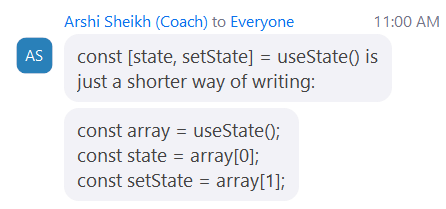 Arshi Sheikh (Coach) to Everyone 11:00 AM
AS
const [state, setState] = useState() is
just a shorter way of writing:
const array = useState();
const state = array[0];
const setState = array[1];